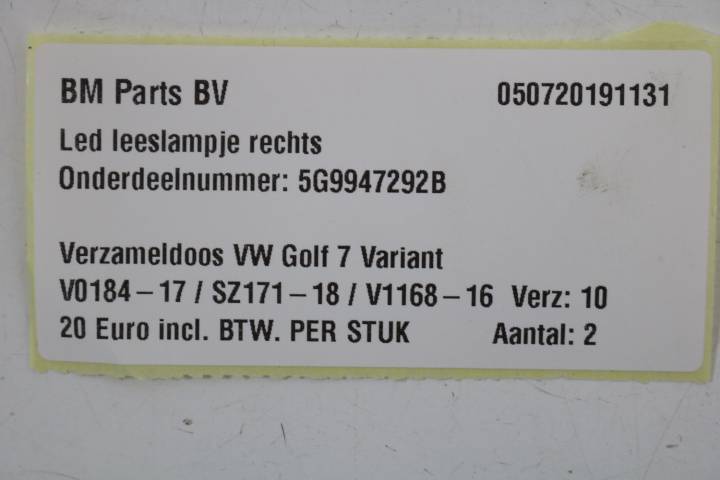 BM Parts BV 050720191131
Led leeslampje rechts
Onderdeelnummer: 5G9947292B
Verzameldoos VW Golf 7 Variant
V0184-17 / SZ171-18 / V1168-16 Verz: 10
20 Euro incl. BTW. PER STUK Aantal: 2